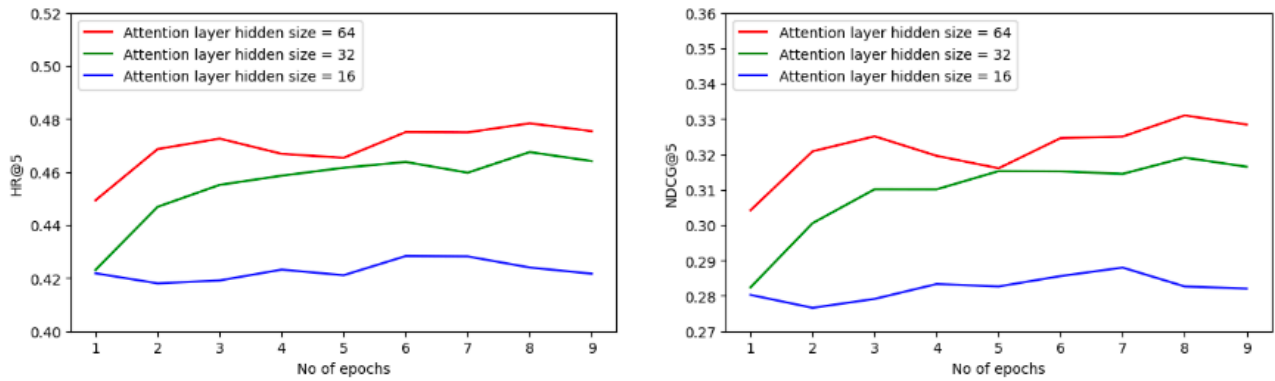 0.52
0.50
0.48
0.46
0.44
0.42
0.40
HR@5
Attention layer hidden size = 64
Attention layer hidden size = 32
Attention layer hidden size = 16
1 2 3 4 5 6 7 8 9
No of epochs
0.36
0.35
0.34
0.33
0.32
0.31
0.30
0.29
0.28
0.27
NDCG@5
Attention layer hidden size = 64
Attention layer hidden size = 32
Attention layer hidden size = 16
1 2 3 4 5 6 7 8 9
No of epochs